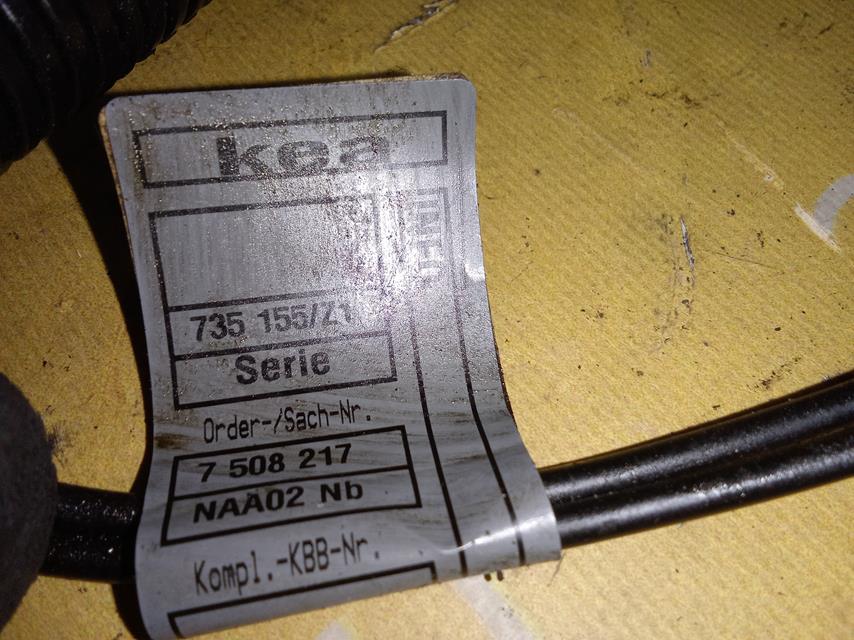 kea
735 155/Z1
Serie
Order-/Sach-Nr.
7 508 217
NAA02 Nb
Kompl.-KBB-Nr.